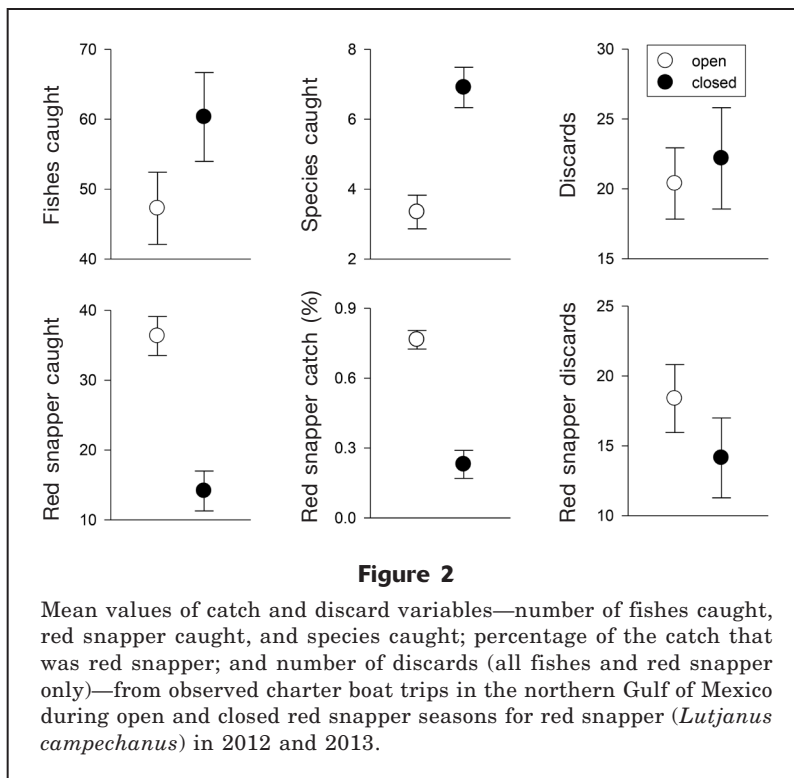 Fishes caught
70
60
50
40
Species caught
8
6
4
2
Discards
30
25
20
15
open
closed
Red snapper caught
40
30
20
10
Red snapper catch (%)
0.9
0.6
0.3
0.0
Red snapper discards
25
20
15
10
Figure 2
Mean values of catch and discard variables—number of fishes caught,
red snapper caught, and species caught; percentage of the catch that
was red snapper; and number of discards (all fishes and red snapper
only)—from observed charter boat trips in the northern Gulf of Mexico
during open and closed red snapper seasons for red snapper (Lutjanus
campechanus) in 2012 and 2013.